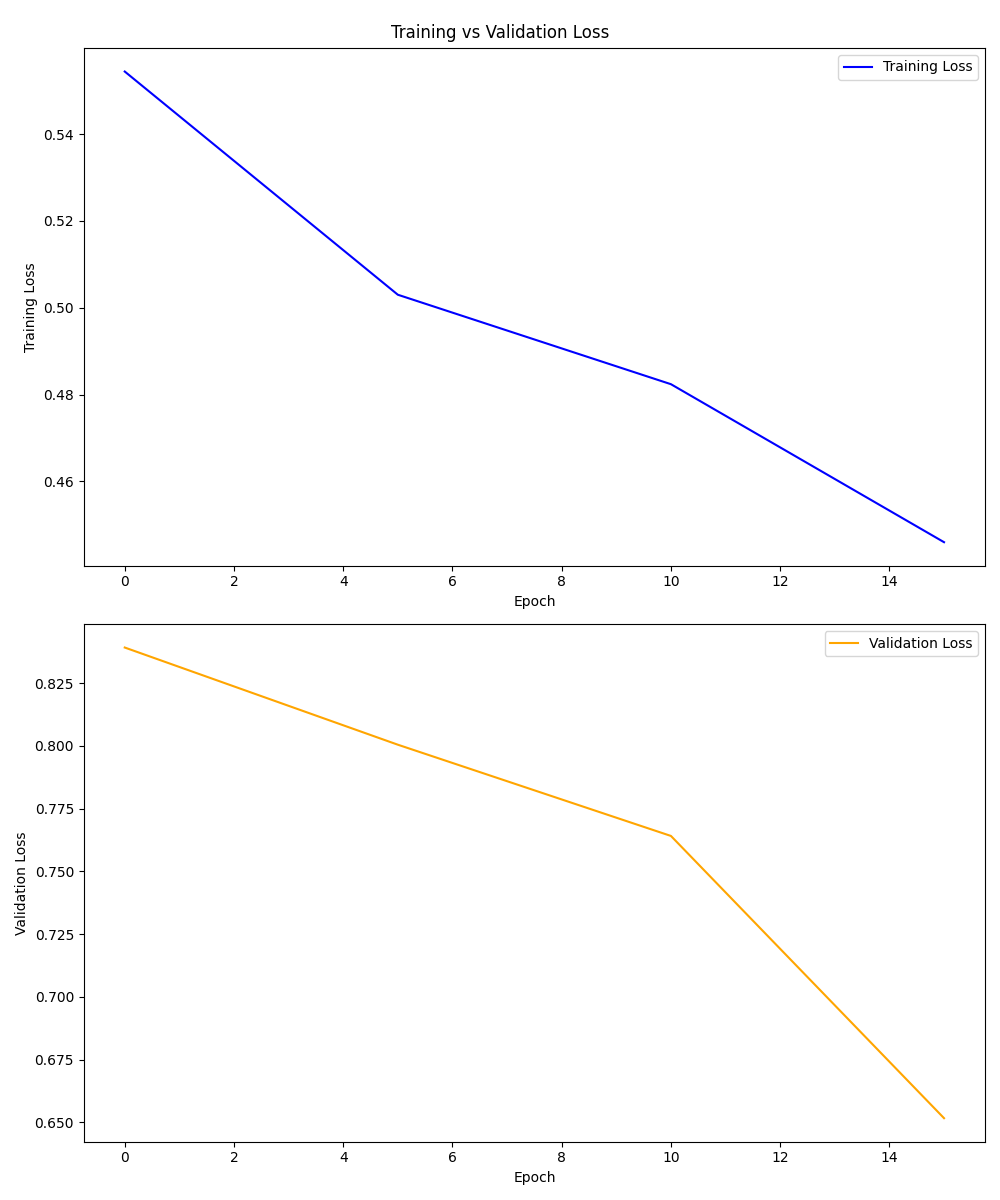 Training vs Validation Loss
Training Loss
0.54
0.52
0.50
0.48
0.46
Training Loss
0 2 4 6 8 10 12 14
Epoch
Validation Loss
0.825
0.800
0.775
0.750
0.725
0.700
0.675
0.650
Validation Loss
0 2 4 6 8 10 12 14
Epoch